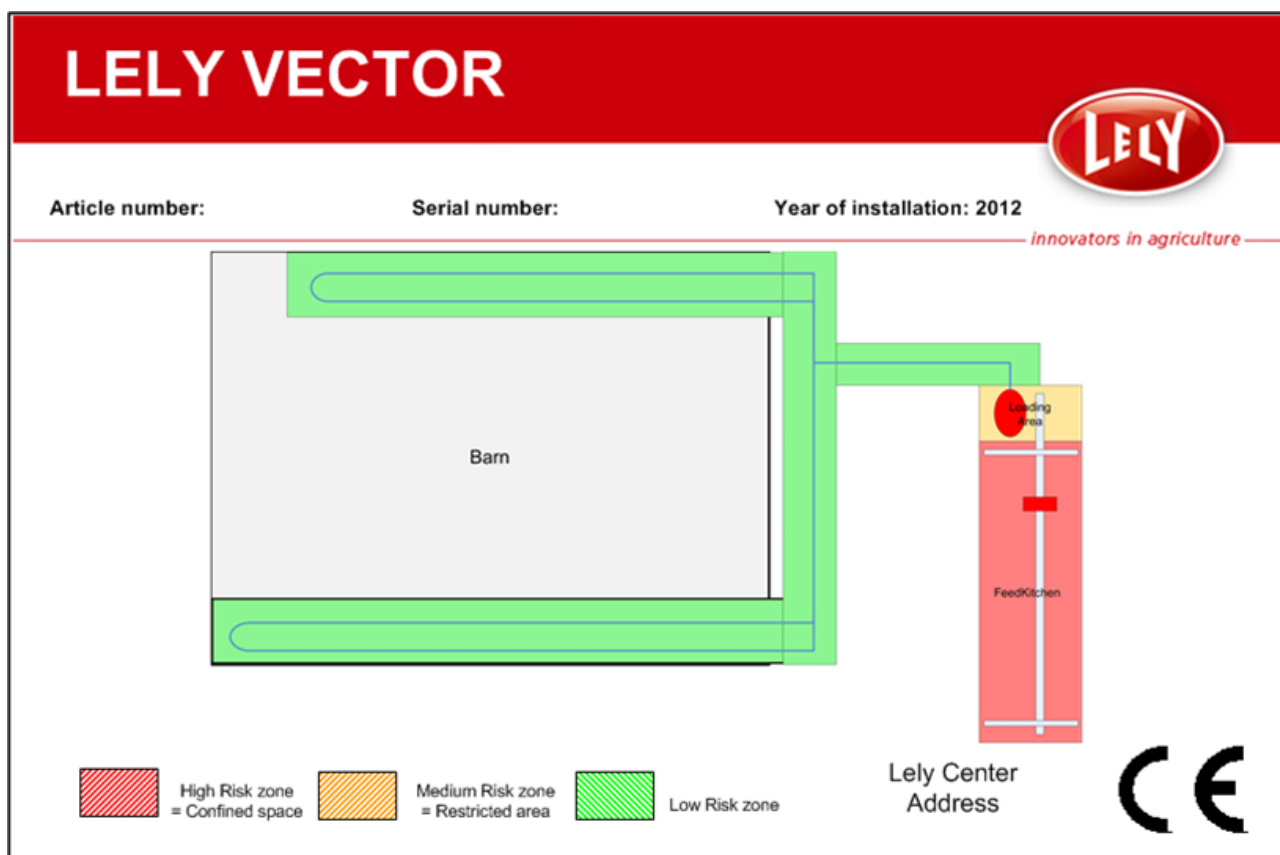 LELY VECTOR
LELY
Article number:
Serial number:
Year of installation: 2012
innovators in agriculture
Loading
Area
Barn
FeedKitchen
High Risk zone
= Confined space
Medium Risk zone
= Restricted area
Low Risk zone
Lely Center
Address
CE